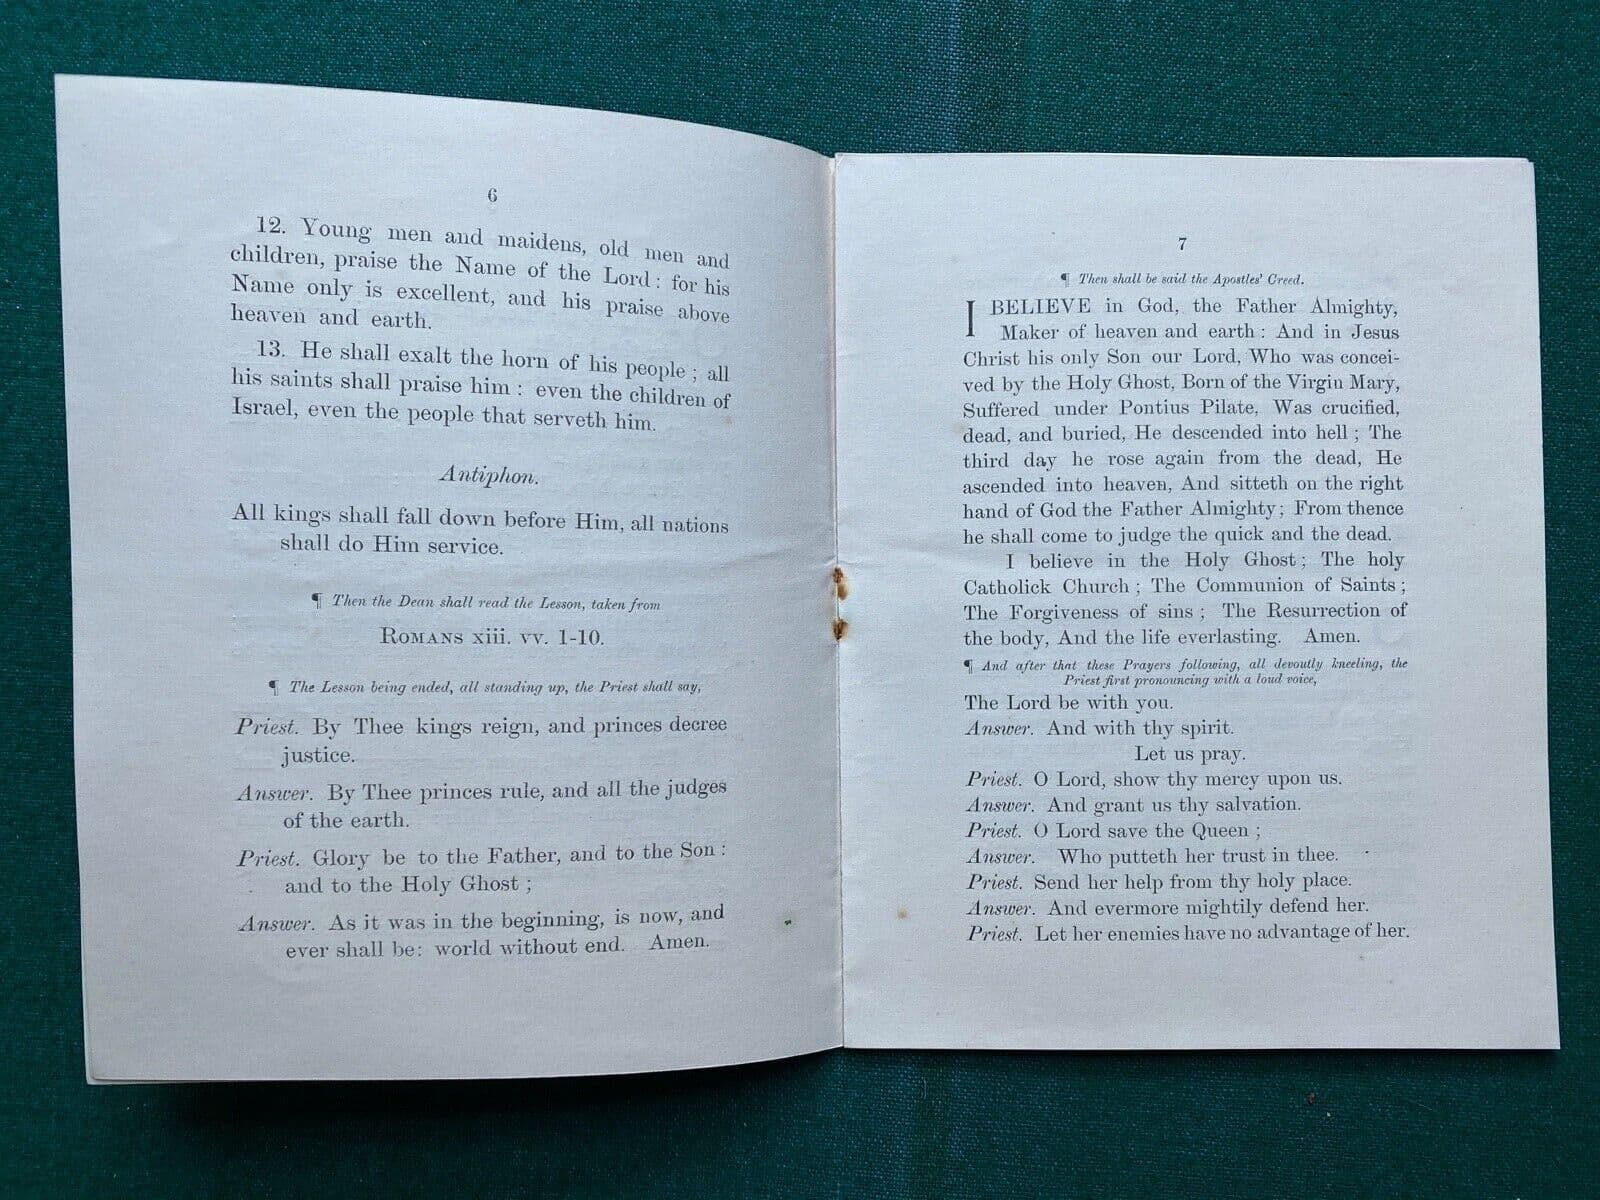 6
12. Young men and maidens, old men and
children, praise the Name of the Lord : for his
Name only is excellent, and his praise above
heaven and earth.
13. He shall exalt the horn of his people ; all
his saints shall praise him : even the children of
Israel, even the people that serveth him.
Antiphon.
All kings shall fall down before Him, all nations
shall do Him service.
¶ Then the Dean shall read the Lesson, taken from
Romans xiii. vv. 1-10.
¶ The Lesson being ended, all standing up, the Priest shall say,
Priest. By Thee kings reign, and princes decree
justice.
Answer. By Thee princes rule, and all the judges
of the earth.
Priest. Glory be to the Father, and to the Son :
and to the Holy Ghost ;
Answer. As it was in the beginning, is now, and
ever shall be: world without end. Amen.
7
¶ Then shall be said the Apostles' Creed.
I BELIEVE in God, the Father Almighty,
Maker of heaven and earth : And in Jesus
Christ his only Son our Lord, Who was concei-
ved by the Holy Ghost, Born of the Virgin Mary,
Suffered under Pontius Pilate, Was crucified,
dead, and buried, He descended into hell ; The
third day he rose again from the dead, He
ascended into heaven, And sitteth on the right
hand of God the Father Almighty; From thence
he shall come to judge the quick and the dead.
I believe in the Holy Ghost ; The holy
Catholick Church ; The Communion of Saints ;
The Forgiveness of sins ; The Resurrection of
the body, And the life everlasting. Amen.
¶ And after that these Prayers following, all devoutly kneeling, the
Priest first pronouncing with a loud voice,
The Lord be with you.
Answer. And with thy spirit.
Let us pray.
Priest. O Lord, show thy mercy upon us.
Answer. And grant us thy salvation.
Priest. O Lord save the Queen ;
Answer. Who putteth her trust in thee.
Priest. Send her help from thy holy place.
Answer. And evermore mightily defend her.
Priest. Let her enemies have no advantage of her.